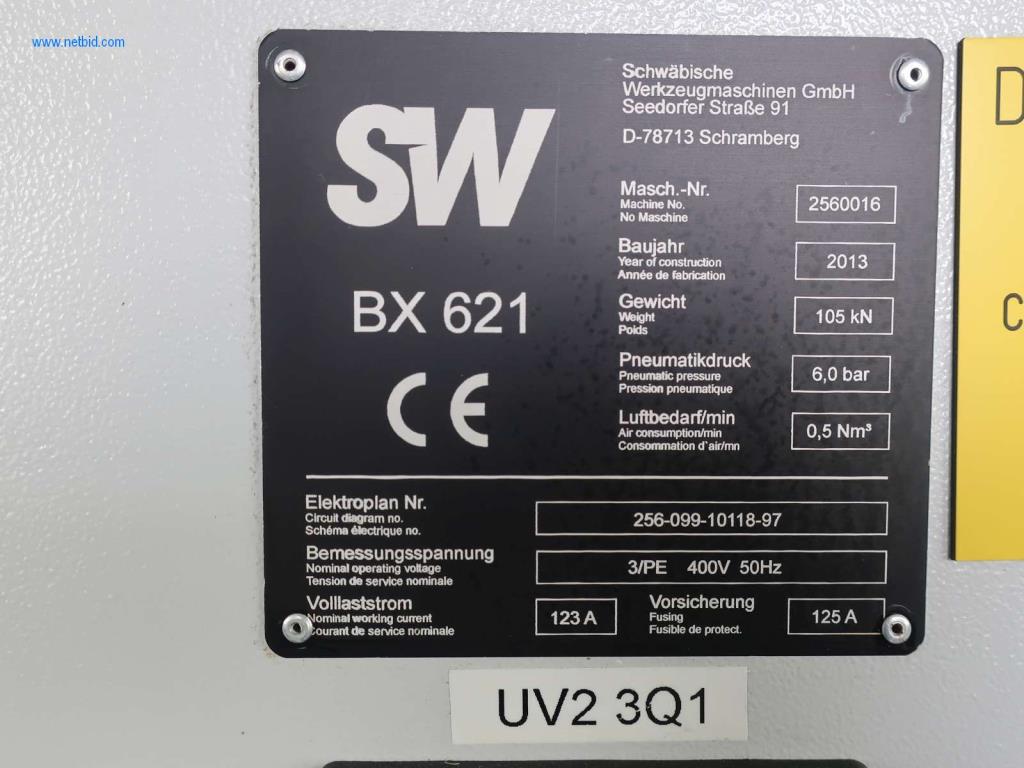 www.netbid.com
SW
BX 621
CE
Schwäbische
Werkzeugmaschinen GmbH
Seedorfer Straße 91
D-78713 Schramberg
Masch.-Nr.
Machine No.
No Maschine
2560016
Baujahr
Year of construction
Année de fabrication
2013
Gewicht
Weight
Poids
105 kN
Pneumatikdruck
Pneumatic pressure
Pression pneumatique
6,0 bar
Luftbedarf/min
Air consumption/min
Consommation d`air/mn
0,5 Nm³
Elektroplan Nr.
Circuit diagram no.
Schéma électrique no.
256-099-10118-97
Bemessungsspannung
Nominal operating voltage
Tension de service nominale
3/PE 400V 50Hz
Volllaststrom
Nominal working current
Courant de service nominale
123 A
Vorsicherung
Fusing
Fusible de protect.
125 A
UV2 3Q1